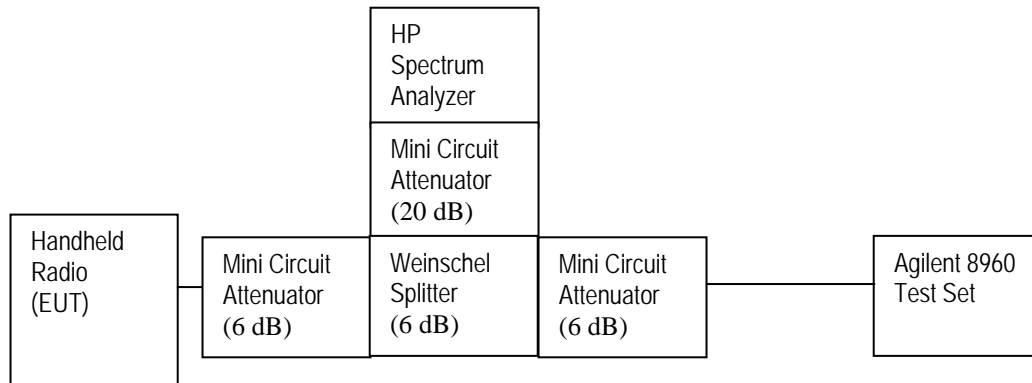 HP
Spectrum
Analyzer
Mini Circuit
Attenuator
(20 dB)
Handheld
Radio
(EUT)
Mini Circuit
Attenuator
(6 dB)
Weinschel
Splitter
(6 dB)
Mini Circuit
Attenuator
(6 dB)
Agilent 8960
Test Set